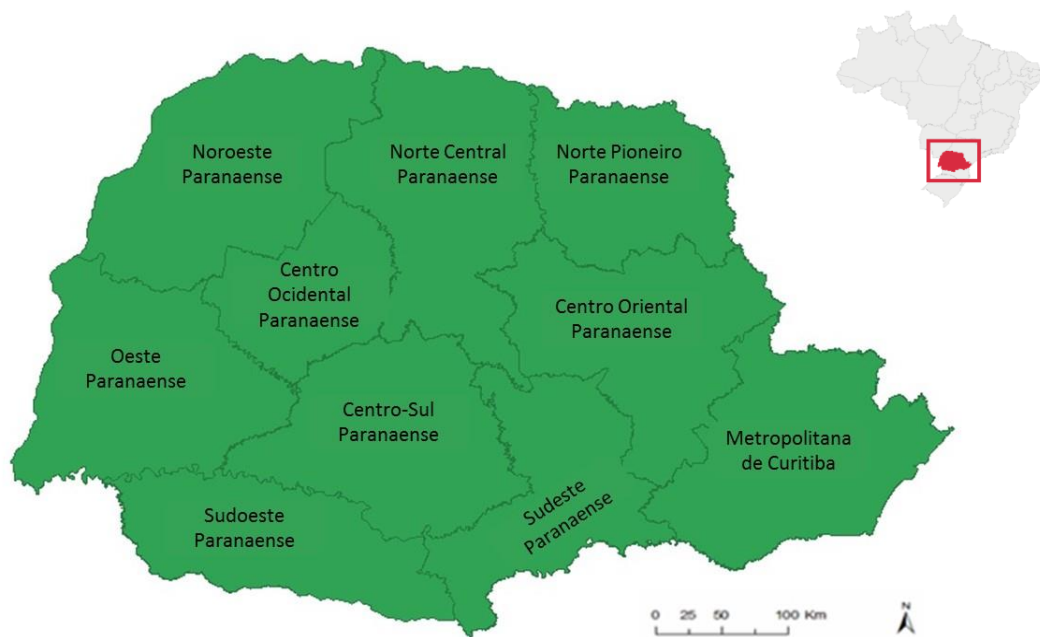 Noroeste
Paranaense
Norte Central
Paranaense
Norte Pioneiro
Paranaense
Centro
Ocidental
Paranaense
Centro Oriental
Paranaense
Oeste
Paranaense
Centro-Sul
Paranaense
Metropolitana
de Curitiba
Sudeste
Paranaense
Sudoeste
Paranaense
0 25 50 100 Km
N